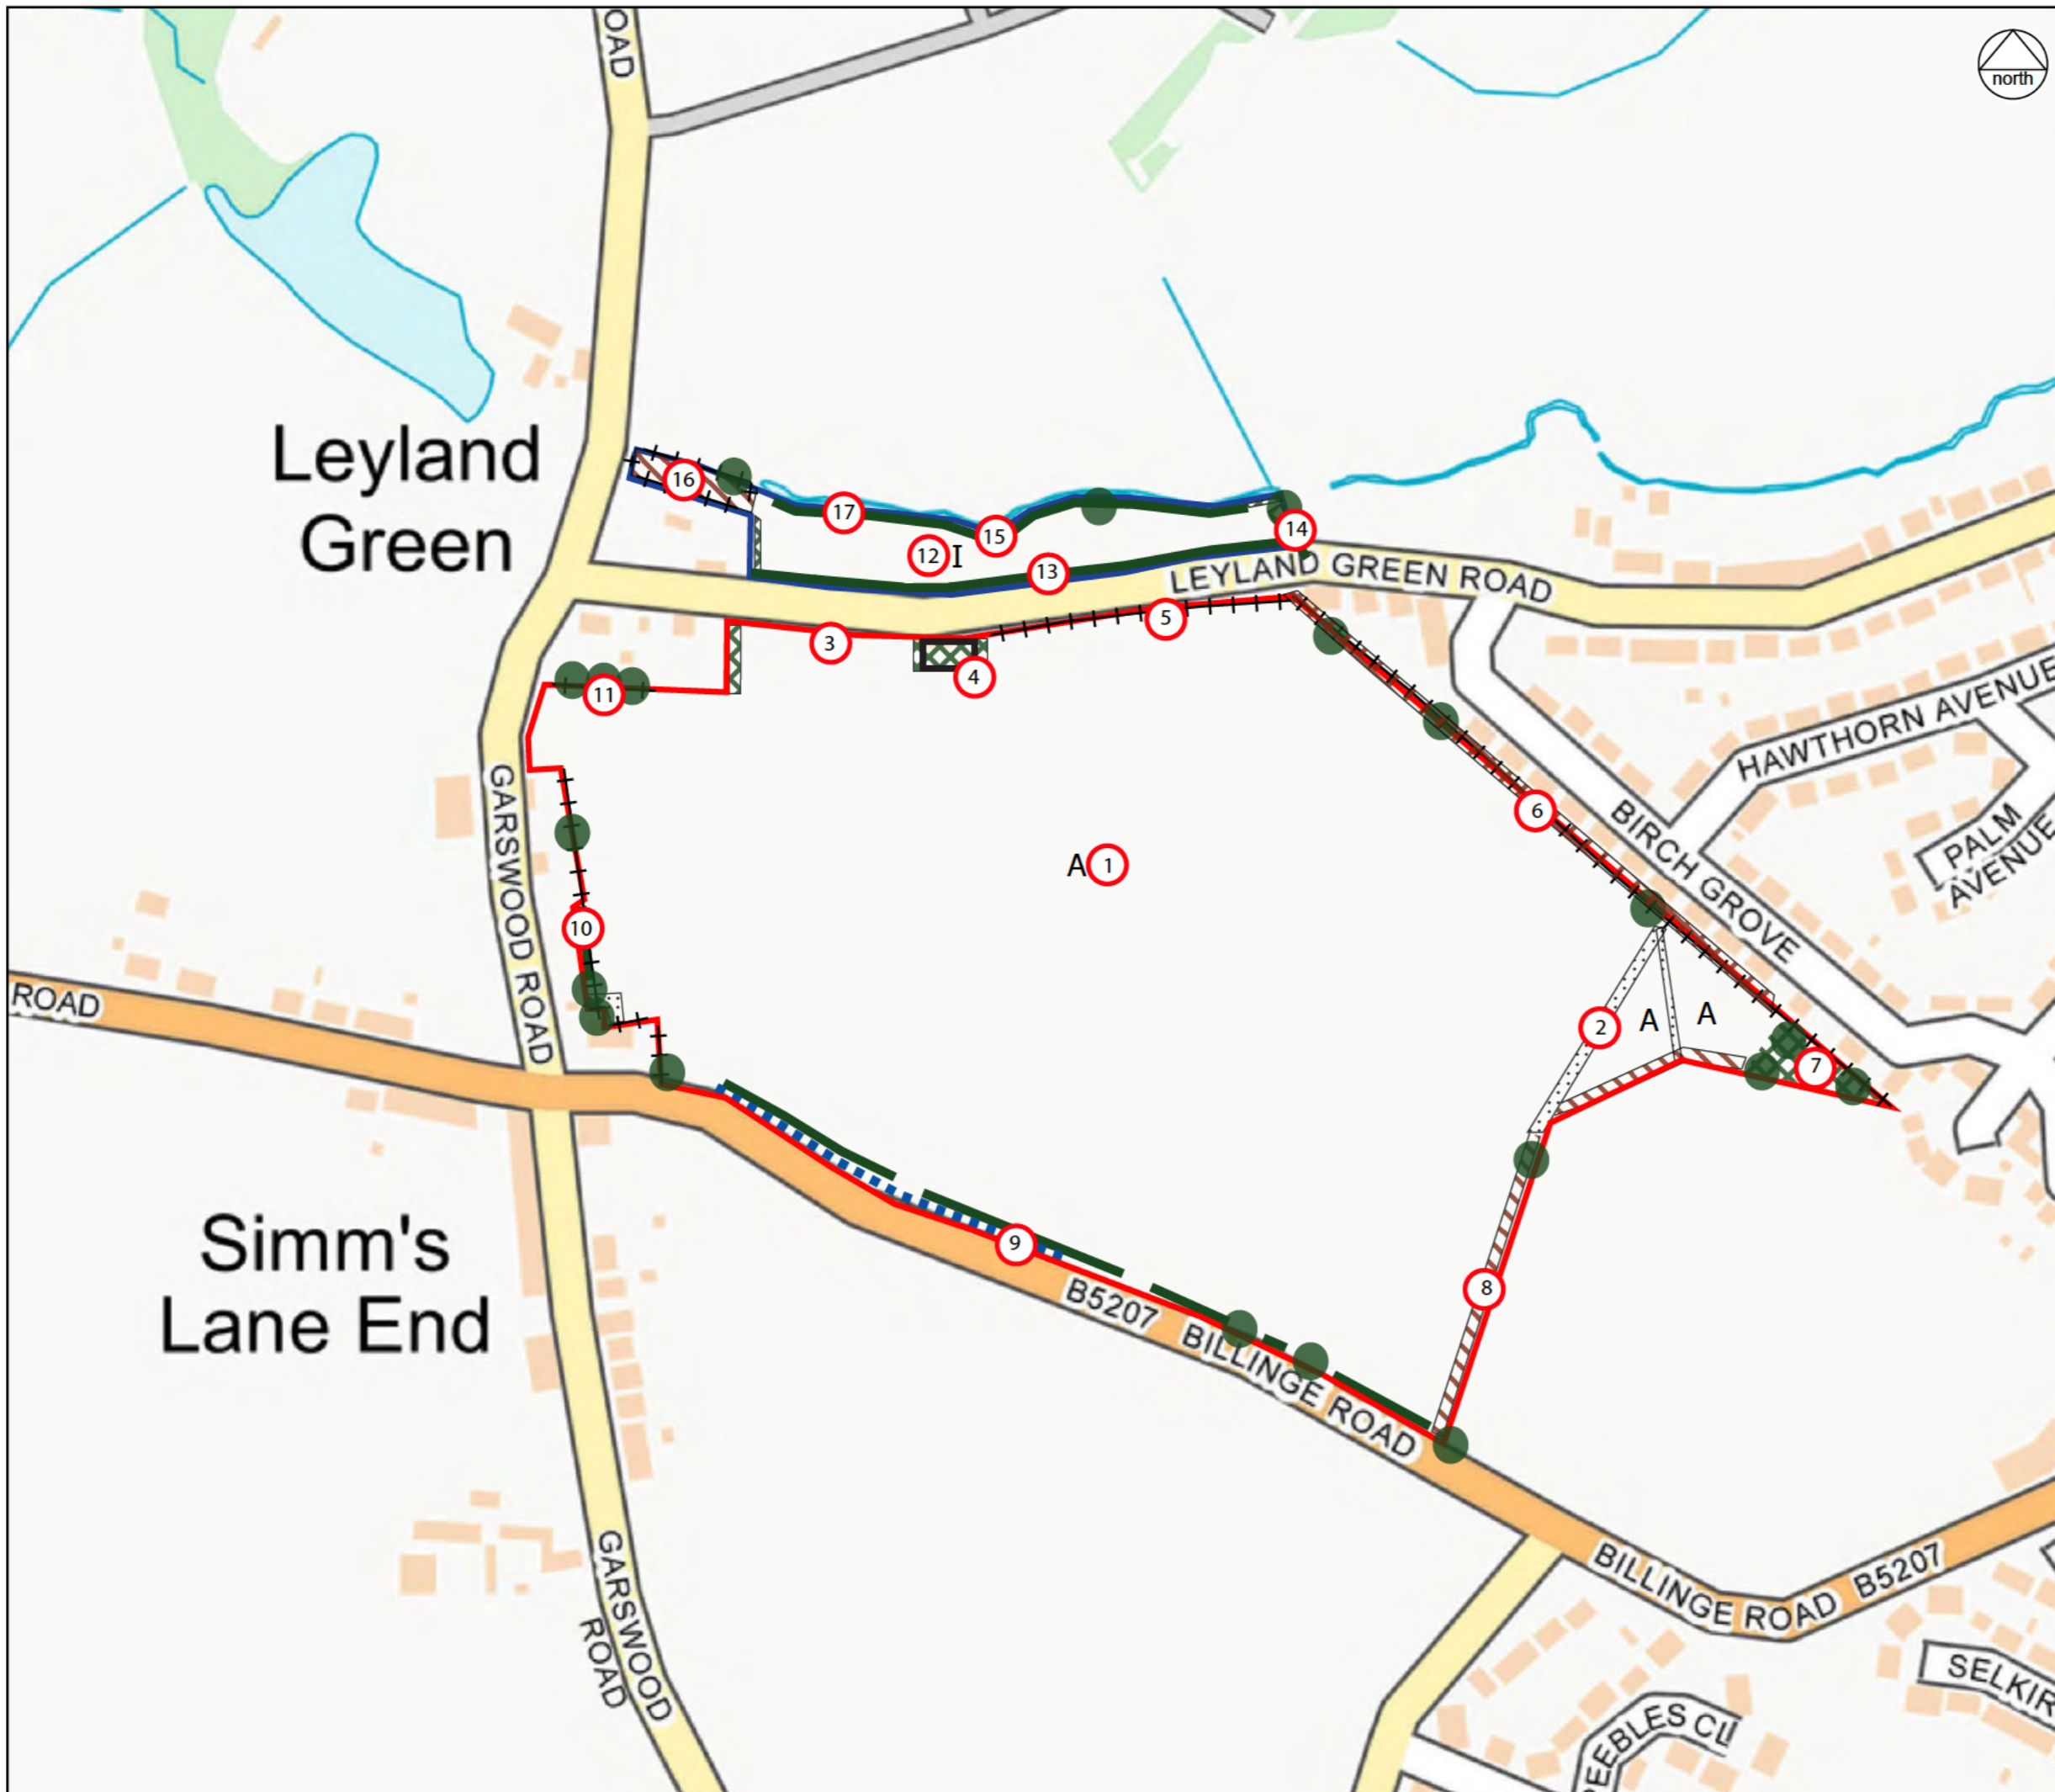 OAD
north
Leyland
Green
16
17
15
12 I
14
13
LEYLAND GREEN ROAD
3
5
4
11
HAWTHORN AVENUE
PALM
AVENUE
BIRCH GROVE
6
A 1
GARSWOOD ROAD
10
ROAD
2
A
A
7
Simm's
Lane End
9
8
B5207 BILLINGE ROAD
BILLINGE ROAD B5207
GARSWOOD
ROAD
SELKIR
EEBLES CL